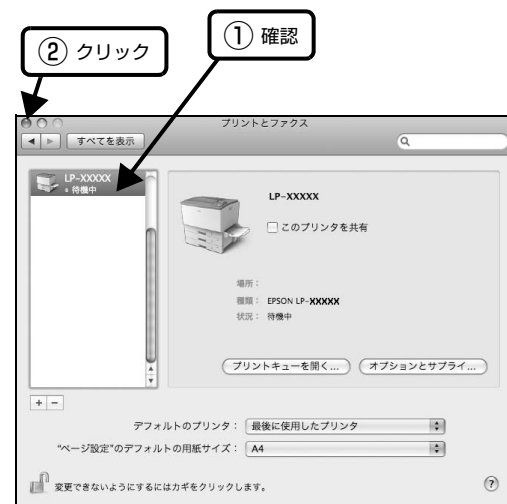 ② クリック
① 確認
プリントとファクス
すべてを表示
LP-XXXXX
待機中
LP-XXXXX
このプリンタを共有
場所：
種類： EPSON LP-XXXXX
状況： 待機中
プリントキューを開く...
オプションとサプライ...
+ -
デフォルトのプリンタ： 最後に使用したプリンタ
"ページ設定"のデフォルトの用紙サイズ： A4
変更できないようにするにはカギをクリックします。
?